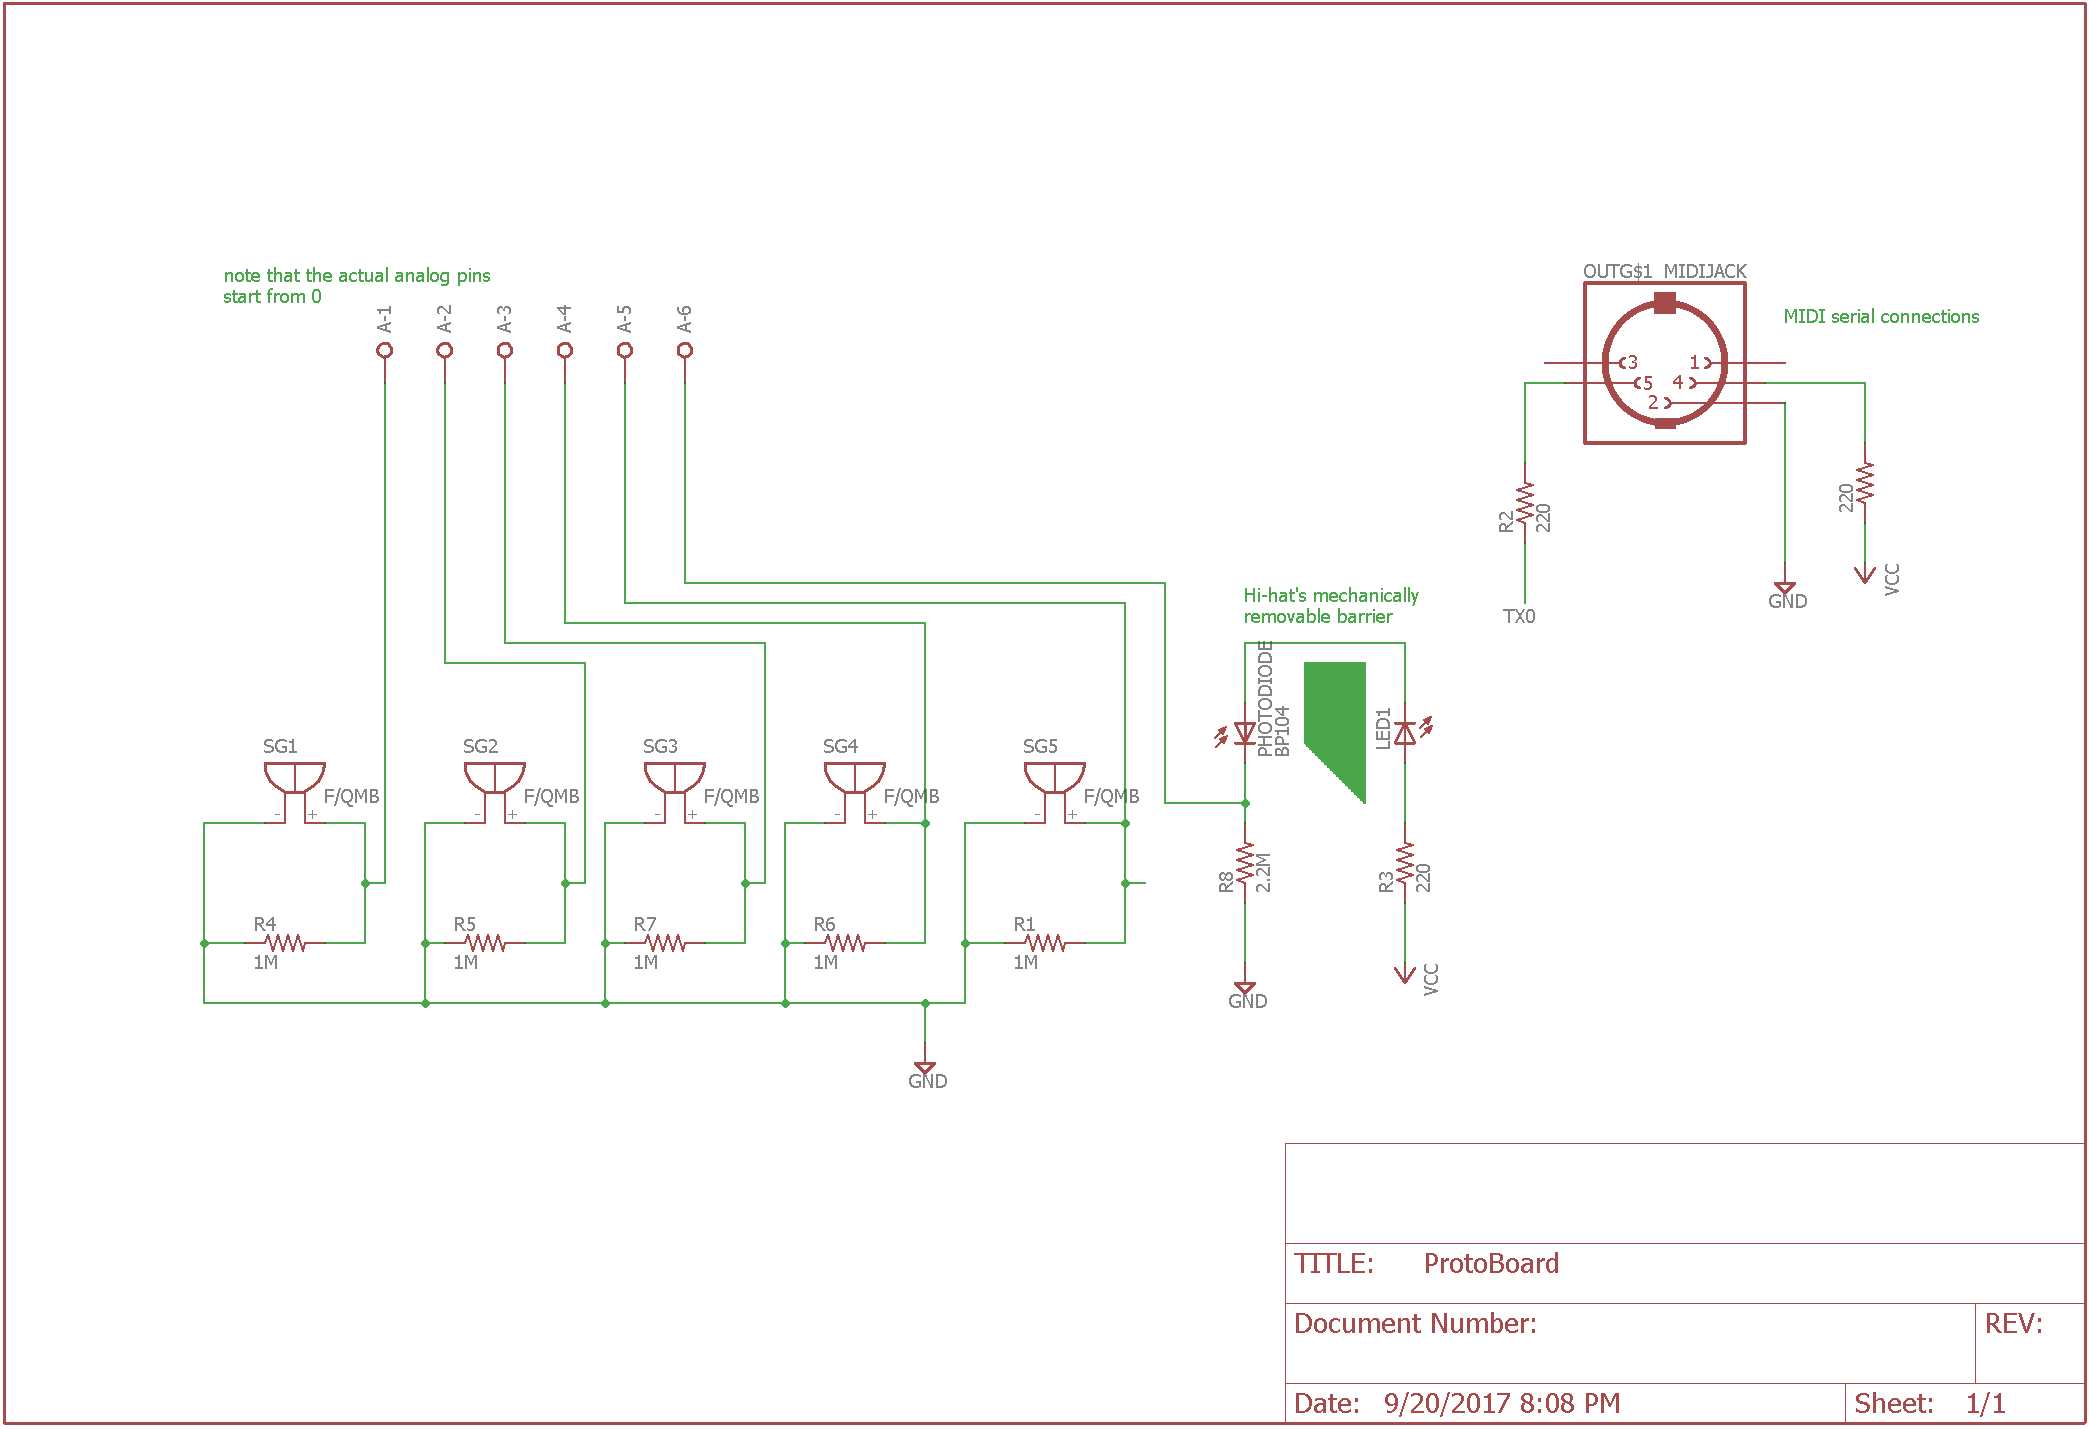 OUTG$1 MIDIJACK
note that the actual analog pins
start from 0
MIDI serial connections
A-1
A-2
A-3
A-4
A-5
A-6
3
1
5
4
2
R2
220
220
TX0
GND
VCC
Hi-hat's mechanically
removable barrier
PHOTODIODE
BP104
LED1
SG1
SG2
SG3
SG4
SG5
F/QMB
F/QMB
F/QMB
F/QMB
F/QMB
- +
- +
- +
- +
- +
R8
2.2M
R3
220
R4
R5
R7
R6
R1
1M
1M
1M
1M
1M
GND
VCC
GND
TITLE: ProtoBoard
Document Number:
REV:
Date: 9/20/2017 8:08 PM
Sheet: 1/1